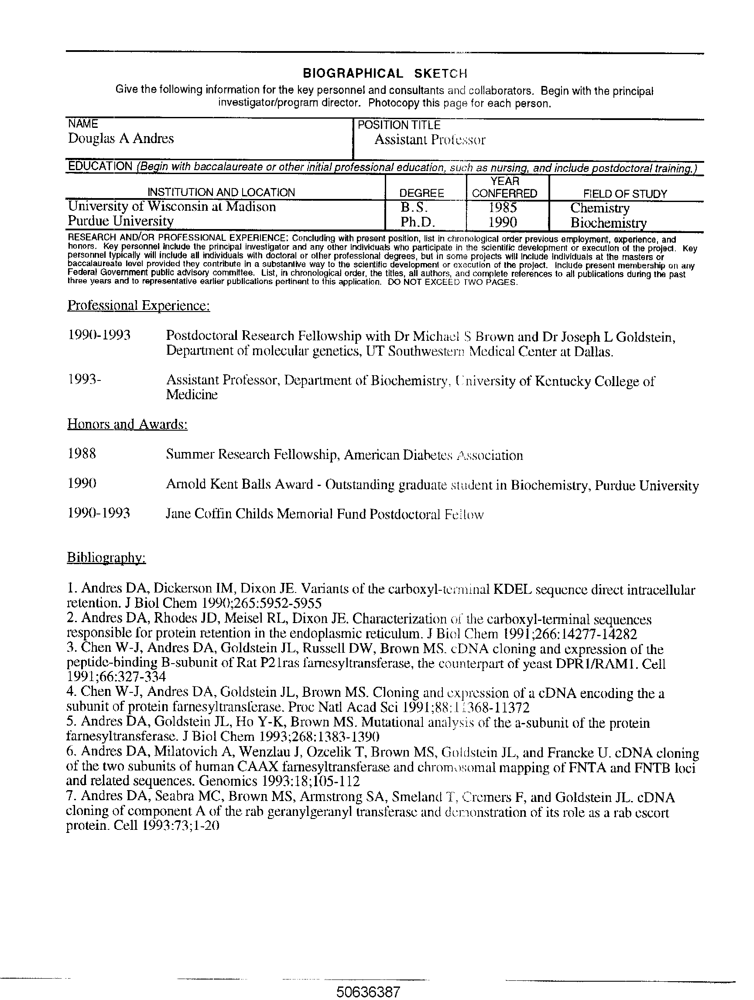 BIOGRAPHICAL SKETCH
Give the following information for the key personnel and consultants and collaborators. Begin with the principal
investigator/program director. Photocopy this page for each person.
NAME
Douglas A Andres
POSITION TITLE
Assistant Professor
EDUCATION (Begin with baccalaureate or other initial professional education, such as nursing, and include postdoctoral training.)
INSTITUTION AND LOCATION DEGREE YEAR CONFERRED FIELD OF STUDY
University of Wisconsin at Madison B.S. 1985 Chemistry
Purdue University Ph.D. 1990 Biochemistry
RESEARCH AND/OR PROFESSIONAL EXPERIENCE: Concluding with present position, list in chronological order previous employment, experience, and
honors. Key personnel include the principal investigator and any other individuals who participate in the scientific development or execution of the project. Key
personnel typically will include all individuals with doctoral or other professional degrees, but in some projects will include individuals at the masters or
baccalaureate level provided they contribute in a substantive way to the scientific development or execution of the project. Include present membership on any
Federal Government public advisory committee. List, in chronological order, the titles, all authors, and complete references to all publications during the past
three years and to representative earlier publications pertinent to this application. DO NOT EXCEED TWO PAGES.
Professional Experience:
1990-1993 Postdoctoral Research Fellowship with Dr Michael S Brown and Dr Joseph L Goldstein,
Department of molecular genetics, UT Southwestern Medical Center at Dallas.
1993- Assistant Professor, Department of Biochemistry, University of Kentucky College of
Medicine
Honors and Awards:
1988 Summer Research Fellowship, American Diabetes Association
1990 Arnold Kent Balls Award - Outstanding graduate student in Biochemistry, Purdue University
1990-1993 Jane Coffin Childs Memorial Fund Postdoctoral Fellow
Bibliography:
1. Andres DA, Dickerson IM, Dixon JE. Variants of the carboxyl-terminal KDEL sequence direct intracellular
retention. J Biol Chem 1990;265:5952-5955
2. Andres DA, Rhodes JD, Meisel RL, Dixon JE. Characterization of the carboxyl-terminal sequences
responsible for protein retention in the endoplasmic reticulum. J Biol Chem 1991;266:14277-14282
3. Chen W-J, Andres DA, Goldstein JL, Russell DW, Brown MS. cDNA cloning and expression of the
peptide-binding B-subunit of Rat P21ras farnesyltransferase, the counterpart of yeast DPR1/RAM1. Cell
1991;66:327-334
4. Chen W-J, Andres DA, Goldstein JL, Brown MS. Cloning and expression of a cDNA encoding the a
subunit of protein farnesyltransferase. Proc Natl Acad Sci 1991;88:11368-11372
5. Andres DA, Goldstein JL, Ho Y-K, Brown MS. Mutational analysis of the a-subunit of the protein
farnesyltransferase. J Biol Chem 1993;268:1383-1390
6. Andres DA, Milatovich A, Wenzlau J, Ozcelik T, Brown MS, Goldstein JL, and Francke U. cDNA cloning
of the two subunits of human CAAX farnesyltransferase and chromosomal mapping of FNTA and FNTB loci
and related sequences. Genomics 1993:18;105-112
7. Andres DA, Seabra MC, Brown MS, Armstrong SA, Smeland T, Cremers F, and Goldstein JL. cDNA
cloning of component A of the rab geranylgeranyl transferase and demonstration of its role as a rab escort
protein. Cell 1993:73;1-20
50636387